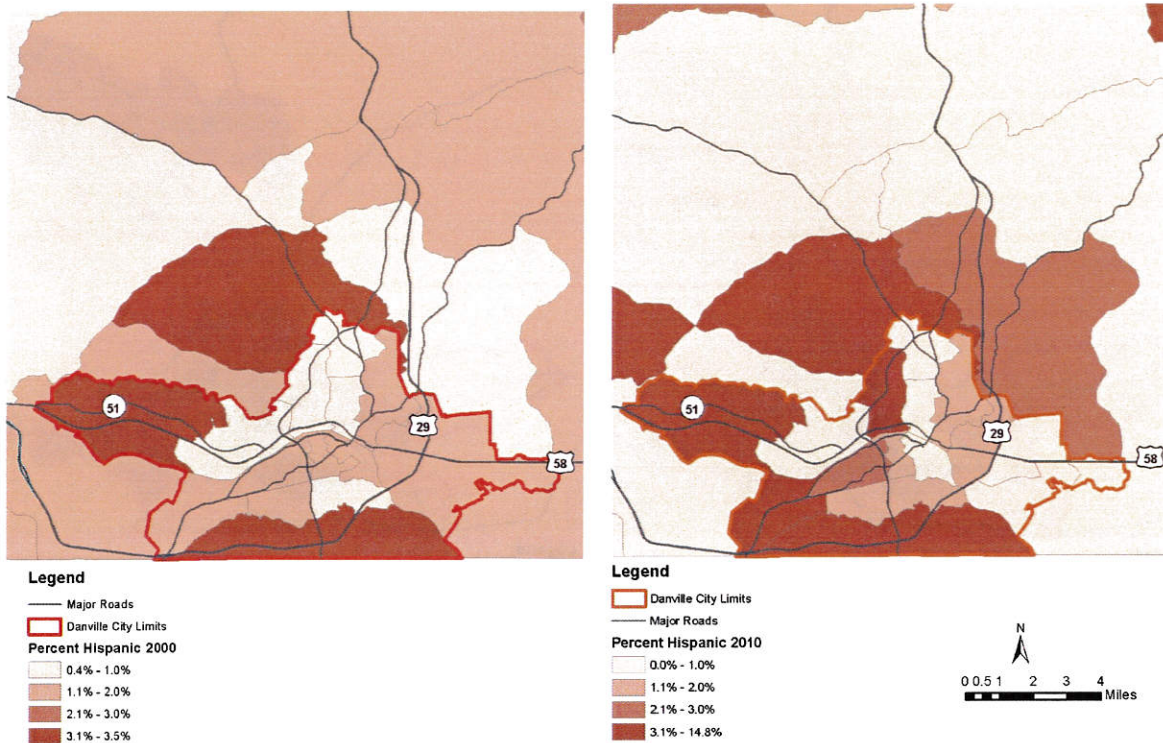 51
29
58
Legend
Major Roads
Danville City Limits
Percent Hispanic 2000
0.4% - 1.0%
1.1% - 2.0%
2.1% - 3.0%
3.1% - 3.5%
51
29
58
Legend
Danville City Limits
Major Roads
Percent Hispanic 2010
0.0% - 1.0%
1.1% - 2.0%
2.1% - 3.0%
3.1% - 14.8%
N
0 0.5 1 2 3 4
Miles